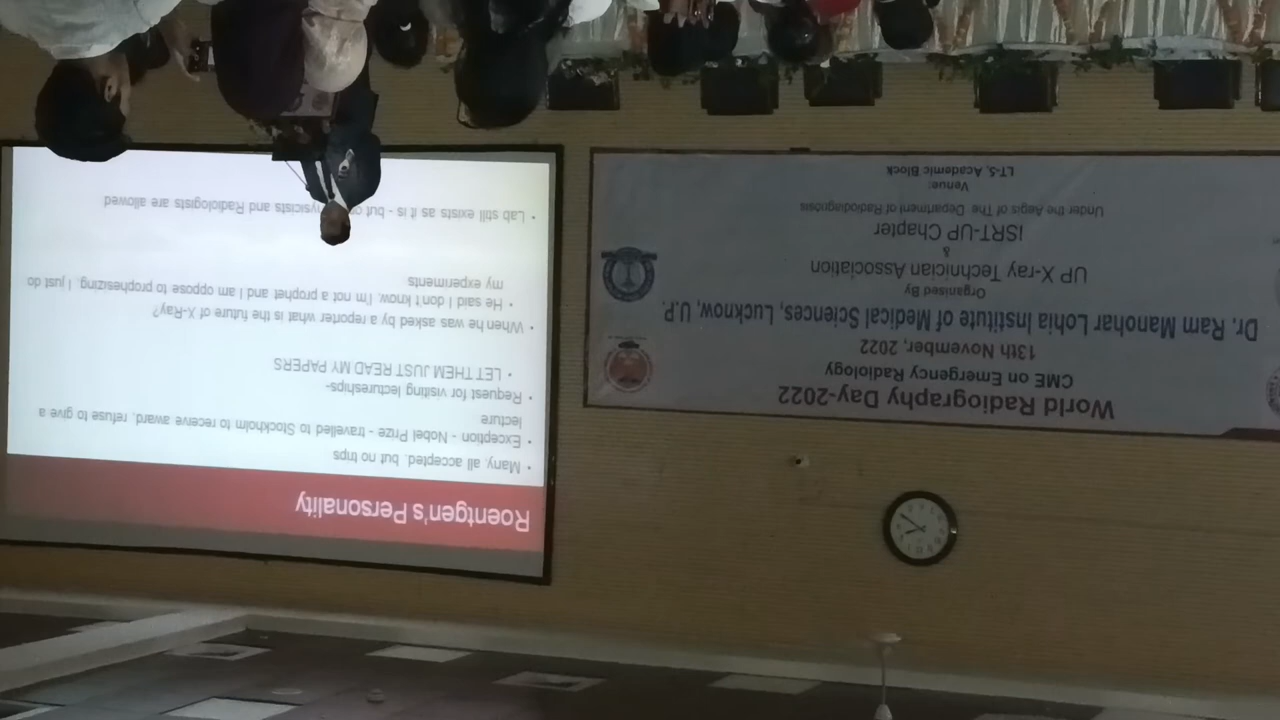 World Radiography Day-2022
CME on Emergency Radiology
13th November, 2022
Dr. Ram Manohar Lohia Institute of Medical Sciences, Lucknow, U.P.
Organised By
UP X-ray Technician Association
&
ISRT-UP Chapter
Under the Aegis of The Department of Radiodiagnosis
Venue:
LT-5, Academic Block
Roentgen's Personality
• Many, all accepted, but no trips
• Exception - Nobel Prize - travelled to Stockholm to receive award, refuse to give a
lecture
• Request for visiting lectureships-
• LET THEM JUST READ MY PAPERS
• When he was asked by a reporter what is the future of X-Ray?
• He said I don't know, I'm not a prophet and I am oppose to prophesizing. I just do
my experiments
• Lab still exists as it is - but and Radiologists are allowed